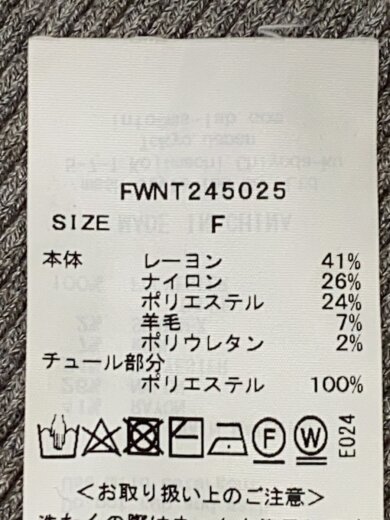 FWNT245025
SIZE F
本体 レーヨン 41%
ナイロン 26%
ポリエステル 24%
羊毛 7%
ポリウレタン 2%
チュール部分
ポリエステル 100%
F W E024
<お取り扱い上のご注意>